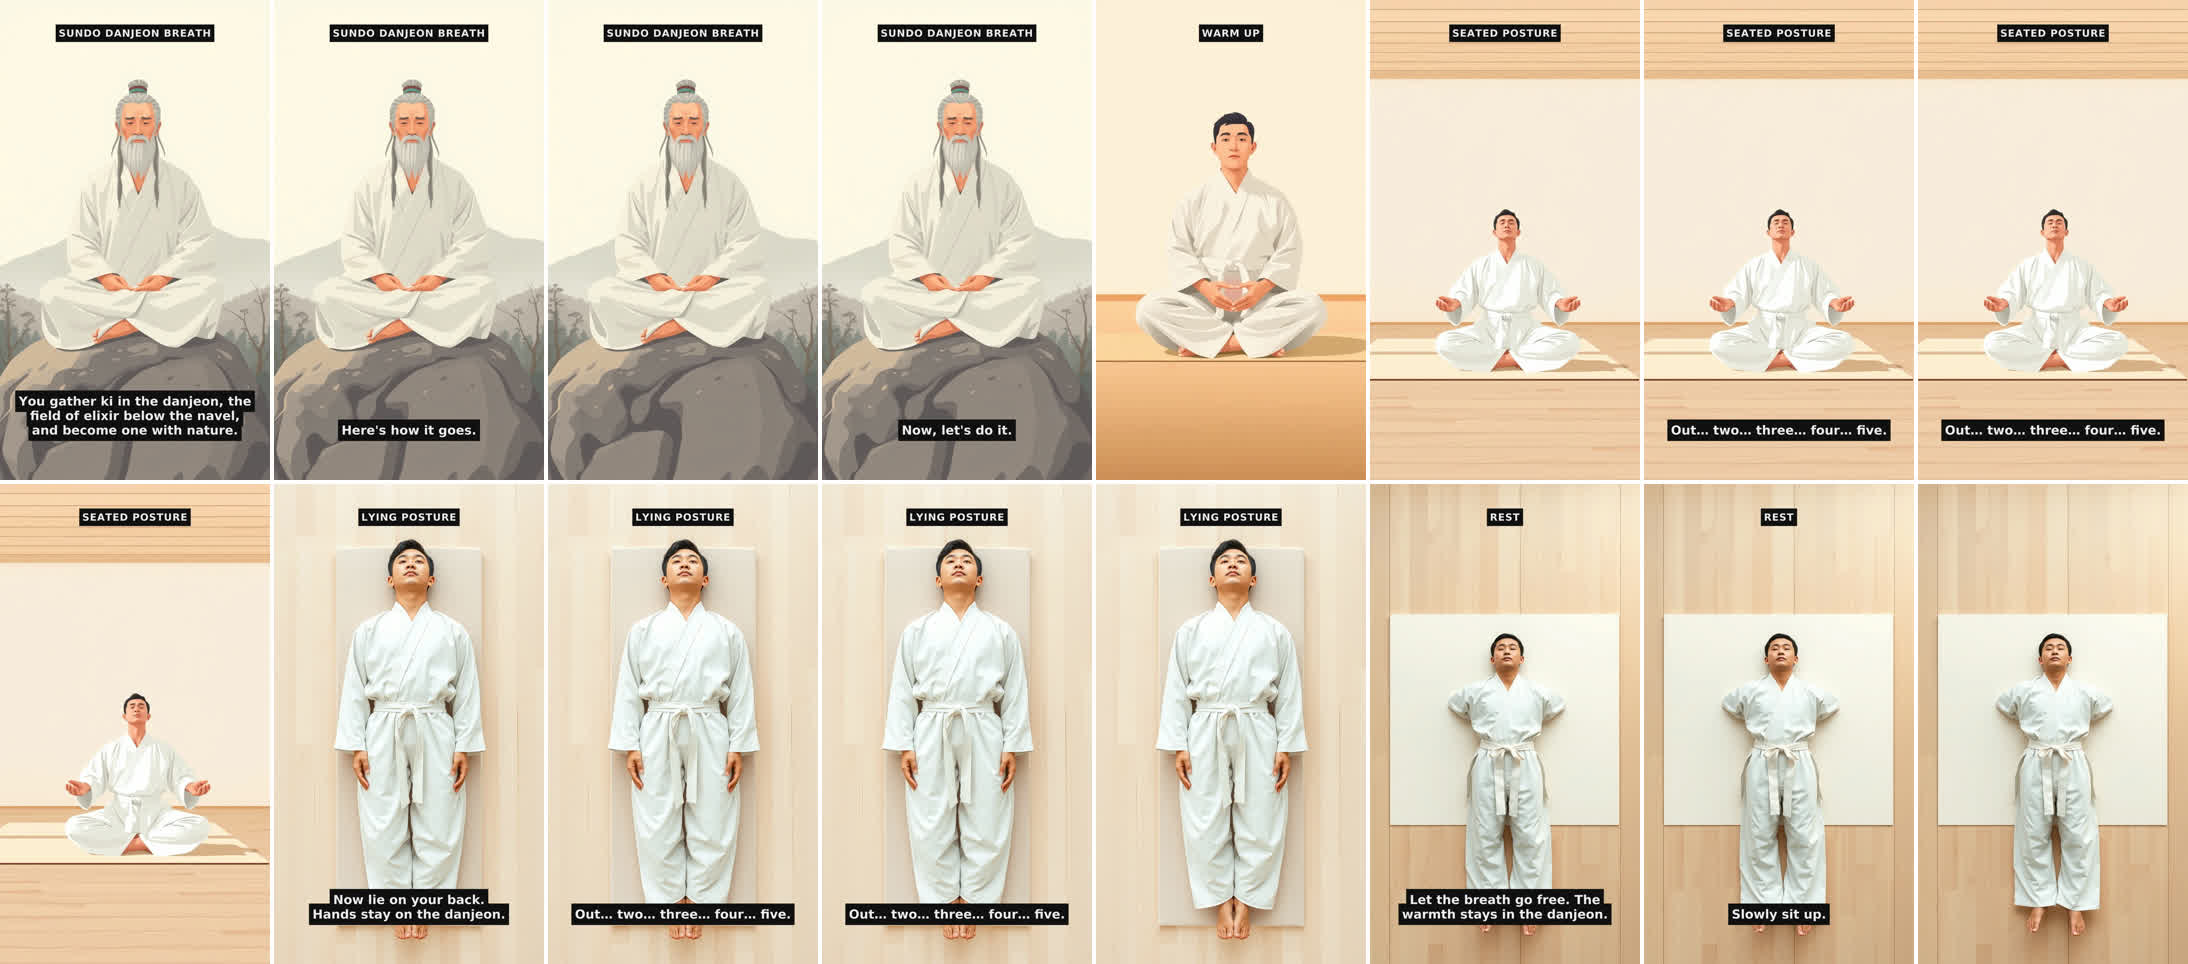 SUNDO DANJEON BREATH
You gather ki in the danjeon, the
field of elixir below the navel,
and become one with nature.
SUNDO DANJEON BREATH
Here's how it goes.
SUNDO DANJEON BREATH
SUNDO DANJEON BREATH
Now, let's do it.
WARM UP
SEATED POSTURE
SEATED POSTURE
Out... two... three... four... five.
SEATED POSTURE
Out... two... three... four... five.
SEATED POSTURE
LYING POSTURE
Now lie on your back.
Hands stay on the danjeon.
LYING POSTURE
Out... two... three... four... five.
LYING POSTURE
Out... two... three... four... five.
LYING POSTURE
REST
Let the breath go free. The
warmth stays in the danjeon.
REST
Slowly sit up.